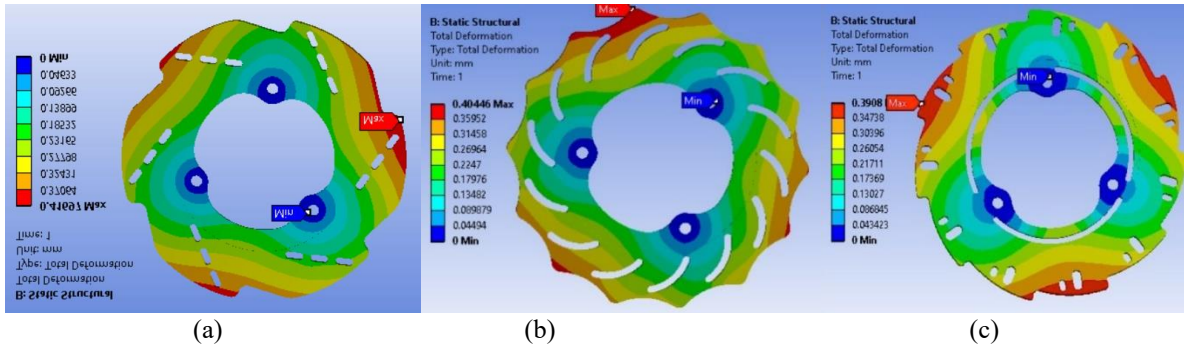 0 Min
0.04633
0.09266
0.13899
0.18532
0.23165
0.27798
0.32431
0.37064
0.41697 Max
Time: 1
Unit: mm
Type: Total Deformation
Total Deformation
B: Static Structural
Max
Min
(a)
B: Static Structural
Total Deformation
Type: Total Deformation
Unit: mm
Time: 1
0.40446 Max
0.35952
0.31458
0.26964
0.2247
0.17976
0.13482
0.089879
0.04494
0 Min
Max
Min
(b)
B: Static Structural
Total Deformation
Type: Total Deformation
Unit: mm
Time: 1
0.3908
0.34738
0.30396
0.26054
0.21711
0.17369
0.13027
0.086845
0.043423
0 Min
Max
Min
(c)